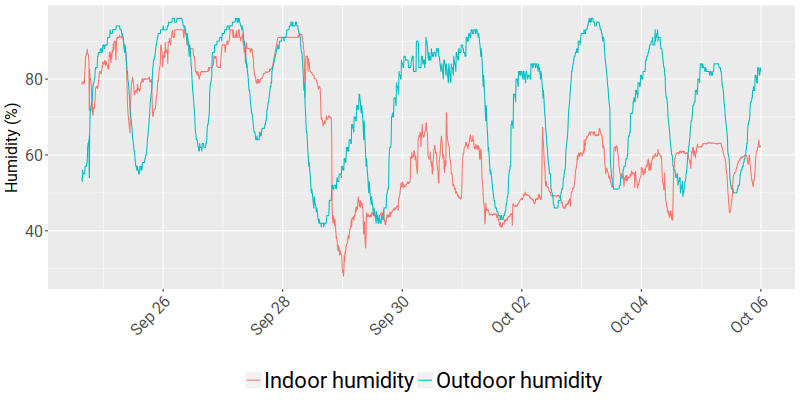 Humidity (%)
80
60
40
Sep 26
Sep 28
Sep 30
Oct 02
Oct 04
Oct 06
Indoor humidity
Outdoor humidity